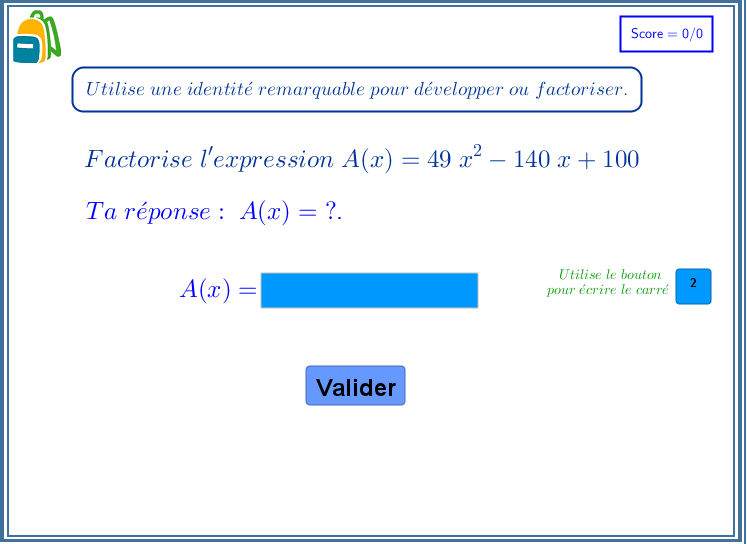 Score = 0/0
Utilise une identité remarquable pour développer ou factoriser.
Factorise l'expression A(x) = 49 x² − 140 x + 100
Ta réponse : A(x) = ?.
Utilise le bouton
pour écrire le carré
2
A(x) =
Valider